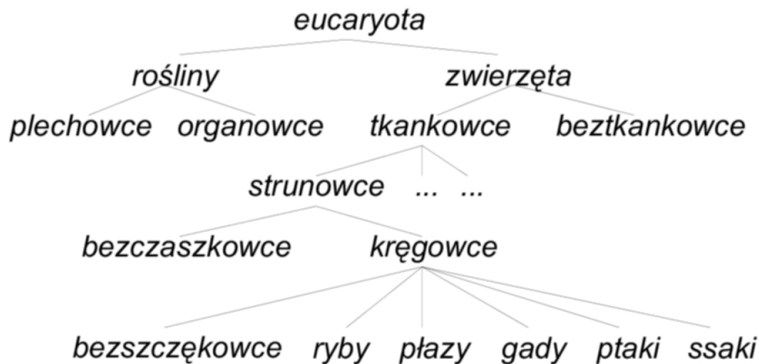 eucaryota
rośliny zwierzęta
plechowce organowce tkankowce beztkankowce
strunowce ... ...
bezczaszkowce kręgowce
bezszczękowce ryby płazy gady ptaki ssaki